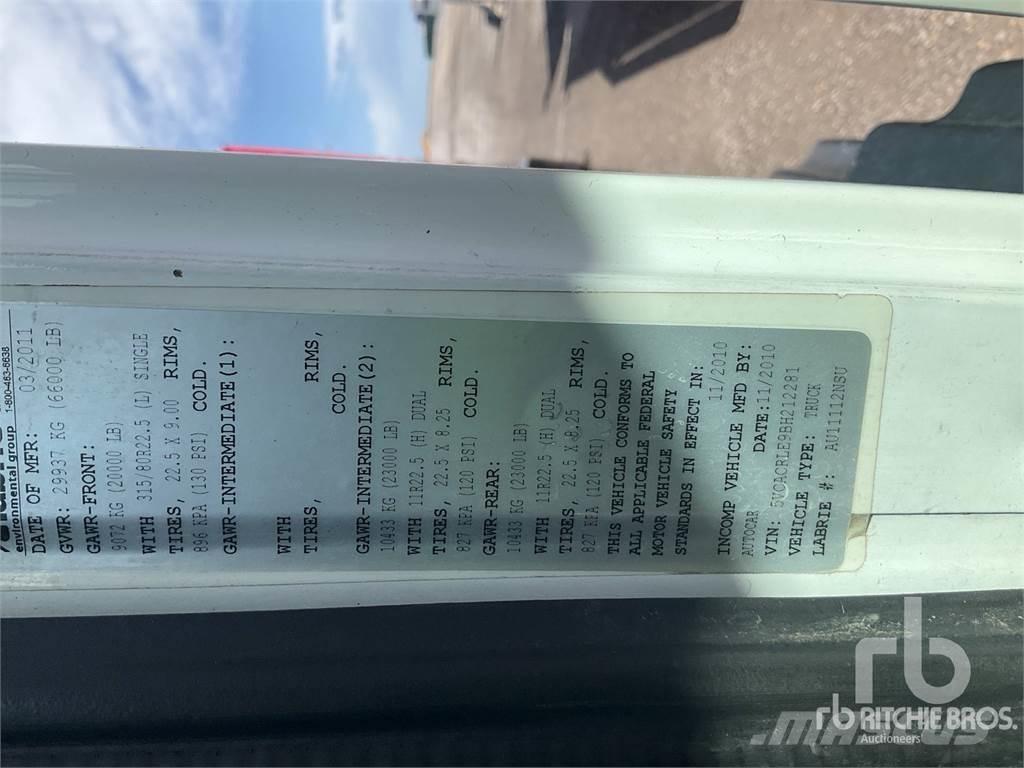 environmental group 1-800-463-6638
DATE OF MFR: 03/2011
GVWR: 29937 KG (66000 LB)
GAWR-FRONT:
9072 KG (20000 LB)
WITH 315/80R22.5 (L) SINGLE
TIRES, 22.5 X 9.00 RIMS,
896 KPA (130 PSI) COLD.
GAWR-INTERMEDIATE(1):
WITH
TIRES, RIMS,
COLD.
GAWR-INTERMEDIATE(2):
10433 KG (23000 LB)
WITH 11R22.5 (H) DUAL
TIRES, 22.5 X 8.25 RIMS,
827 KPA (120 PSI) COLD.
GAWR-REAR:
10433 KG (23000 LB)
WITH 11R22.5 (H) DUAL
TIRES, 22.5 X 8.25 RIMS,
827 KPA (120 PSI) COLD.
THIS VEHICLE CONFORMS TO
ALL APPLICABLE FEDERAL
MOTOR VEHICLE SAFETY
STANDARDS IN EFFECT IN:
11/2010
INCOMP VEHICLE MFD BY:
AUTOCAR DATE:11/2010
VIN: 5VCACRLE9BH212281
VEHICLE TYPE: TRUCK
LABRIE #: AU11112NSU
rb
rb RITCHIE BROS.
Auctioneers
MASCUS